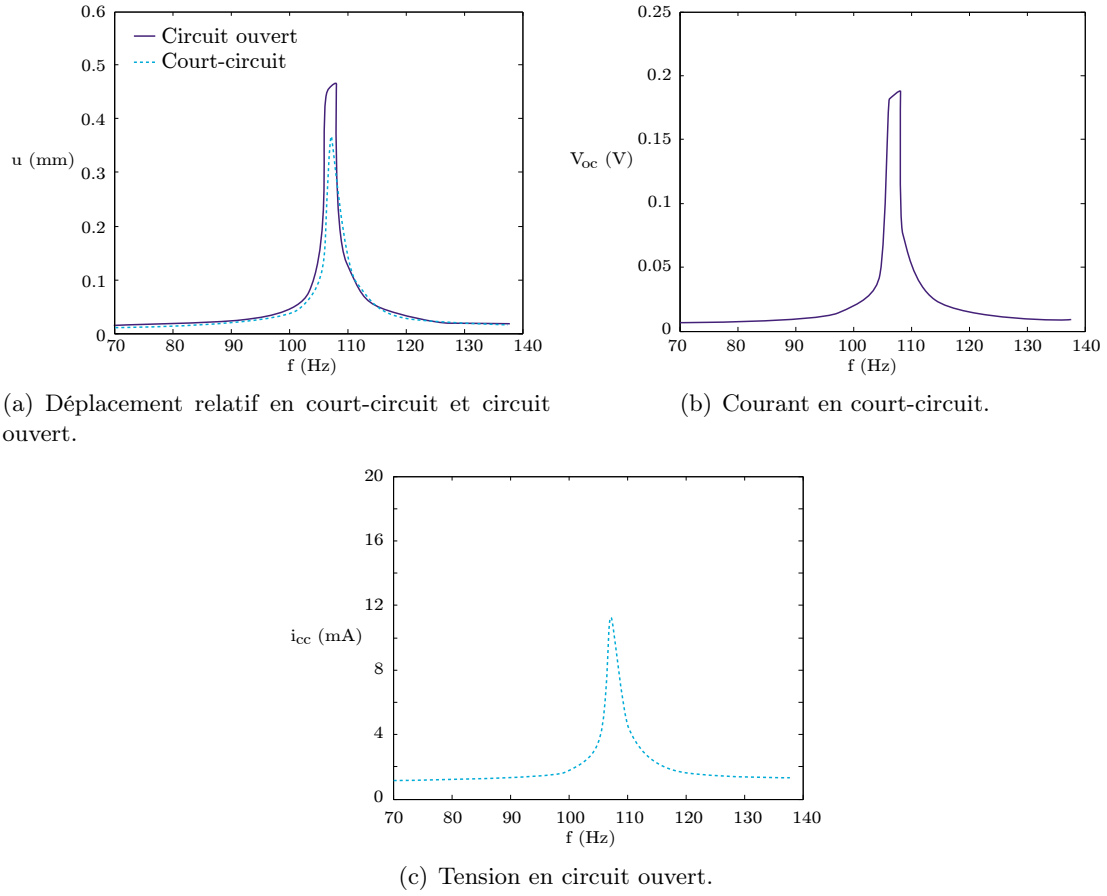 0.6
0.5
0.4
0.3
0.2
0.1
0
u (mm)
Circuit ouvert
Court-circuit
70 80 90 100 110 120 130 140
f (Hz)
(a) Déplacement relatif en court-circuit et circuit
ouvert.
0.25
0.2
0.15
0.1
0.05
0
Voc (V)
70 80 90 100 110 120 130 140
f (Hz)
(b) Courant en court-circuit.
20
16
12
8
4
0
icc (mA)
70 80 90 100 110 120 130 140
f (Hz)
(c) Tension en circuit ouvert.